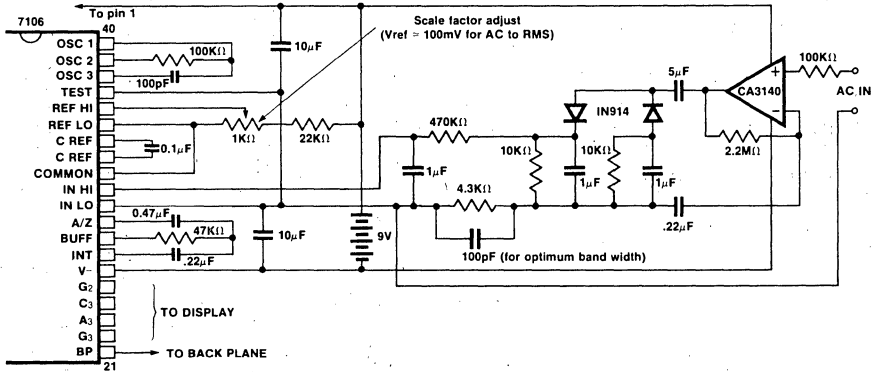 To pin 1
7106
40
OSC 1
OSC 2
OSC 3
TEST
REF HI
REF LO
C REF
C REF
COMMON
IN HI
IN LO
A/Z
BUFF
INT
V−
G2
C3
A3
G3
BP
21
100KΩ
100pF
0.1µF
10µF
Scale factor adjust
(Vref = 100mV for AC to RMS)
1KΩ
22KΩ
470KΩ
1µF
10KΩ
1µF
10KΩ
1µF
IN914
5µF
CA3140
+
−
100KΩ
AC IN
2.2MΩ
4.3KΩ
.22µF
100pF (for optimum band width)
0.47µF
47KΩ
.22µF
10µF
9V
TO DISPLAY
TO BACK PLANE